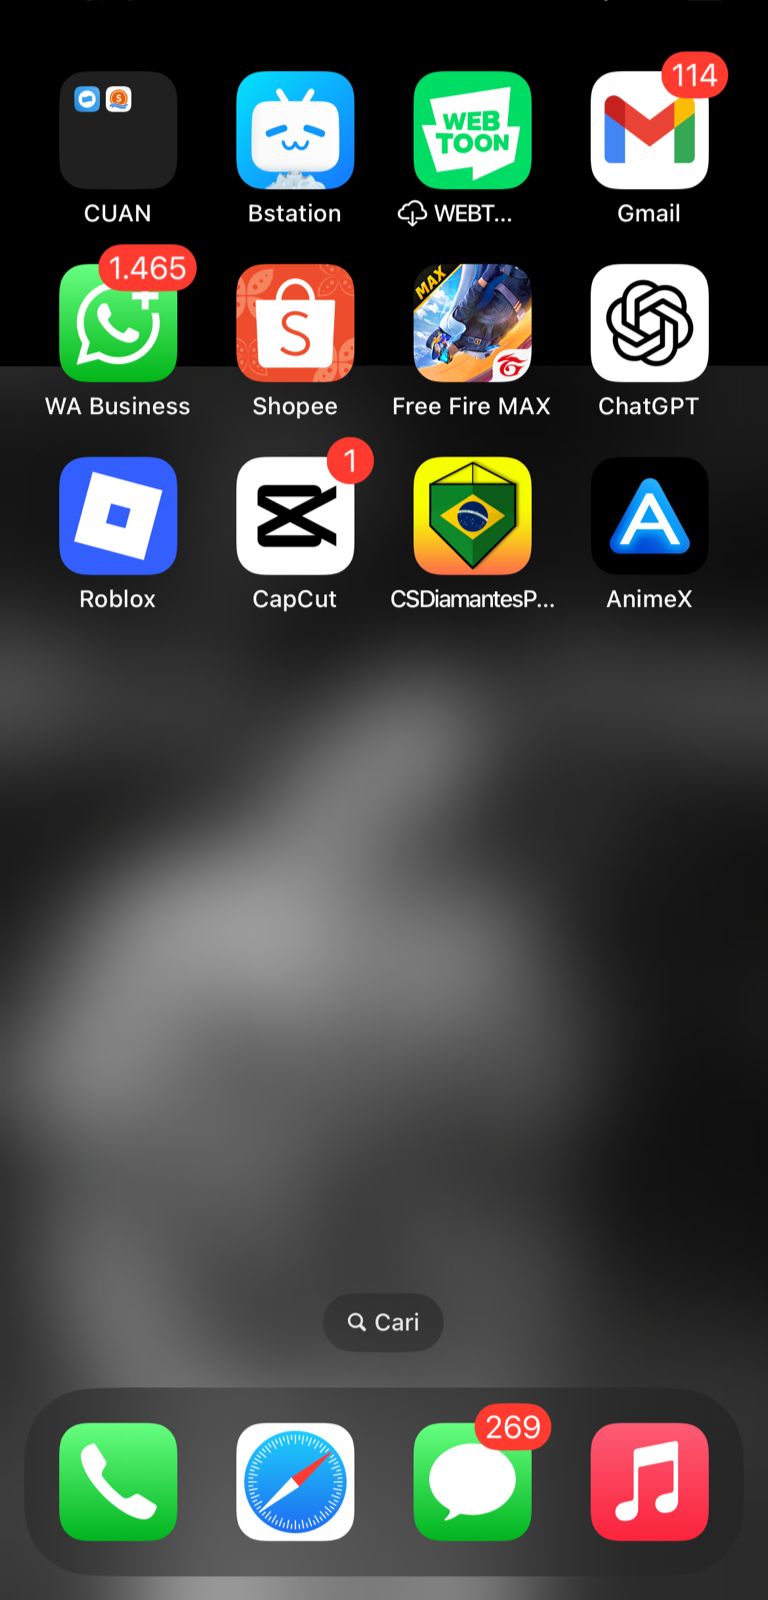 114
WEB
TOON
CUAN
Bstation
WEBT...
Gmail
1.465
MAX
S
WA Business
Shopee
Free Fire MAX
ChatGPT
1
Roblox
CapCut
CSDiamantesP...
AnimeX
Cari
269